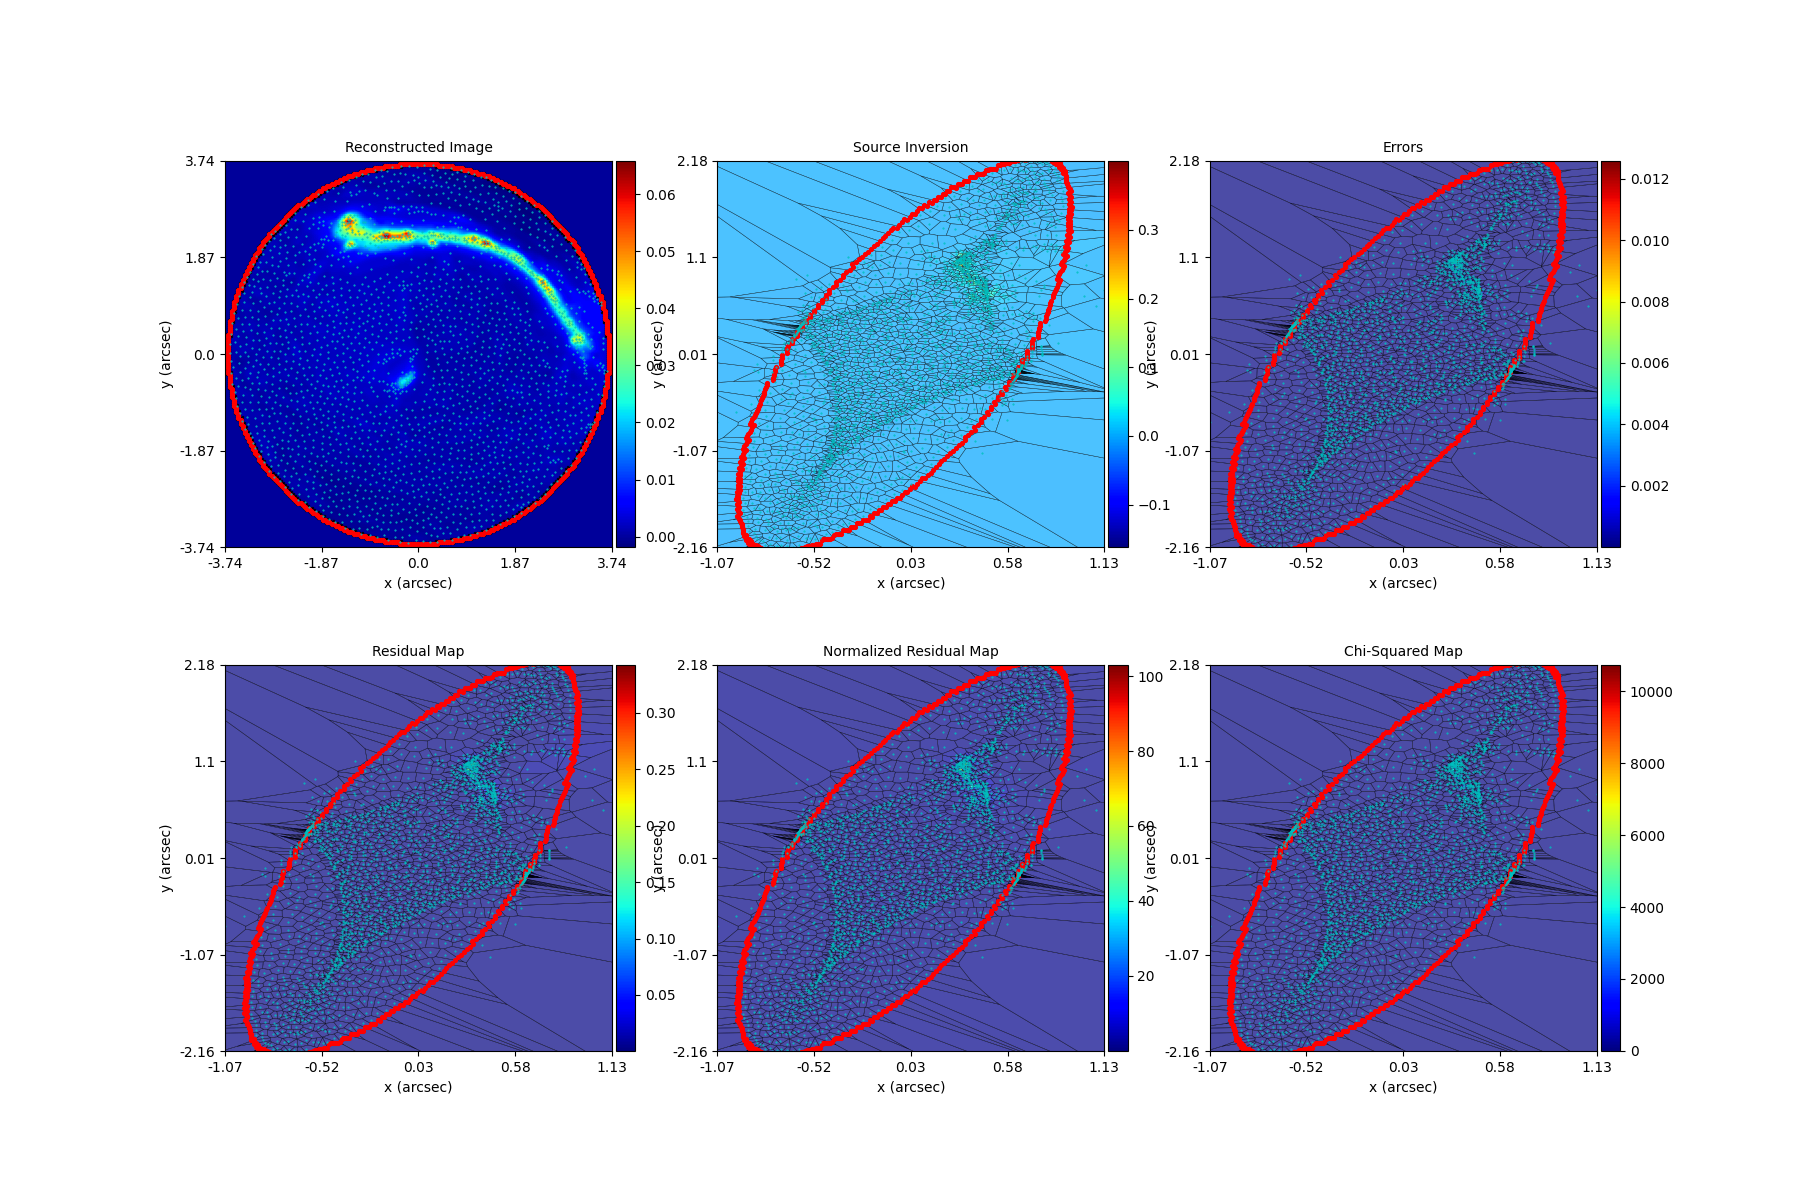 Reconstructed Image
3.74
1.87
0.0
-1.87
-3.74
y (arcsec)
-3.74 -1.87 0.0 1.87 3.74
x (arcsec)
0.06
0.05
0.04
0.03
0.02
0.01
0.00
Source Inversion
2.18
1.1
0.01
-1.07
-2.16
y (arcsec)
-1.07 -0.52 0.03 0.58 1.13
x (arcsec)
0.3
0.2
0.1
0.0
−0.1
Errors
2.18
1.1
0.01
-1.07
-2.16
y (arcsec)
-1.07 -0.52 0.03 0.58 1.13
x (arcsec)
0.012
0.010
0.008
0.006
0.004
0.002
Residual Map
2.18
1.1
0.01
-1.07
-2.16
y (arcsec)
-1.07 -0.52 0.03 0.58 1.13
x (arcsec)
0.30
0.25
0.20
0.15
0.10
0.05
Normalized Residual Map
2.18
1.1
0.01
-1.07
-2.16
y (arcsec)
-1.07 -0.52 0.03 0.58 1.13
x (arcsec)
100
80
60
40
20
Chi-Squared Map
2.18
1.1
0.01
-1.07
-2.16
y (arcsec)
-1.07 -0.52 0.03 0.58 1.13
x (arcsec)
10000
8000
6000
4000
2000
0